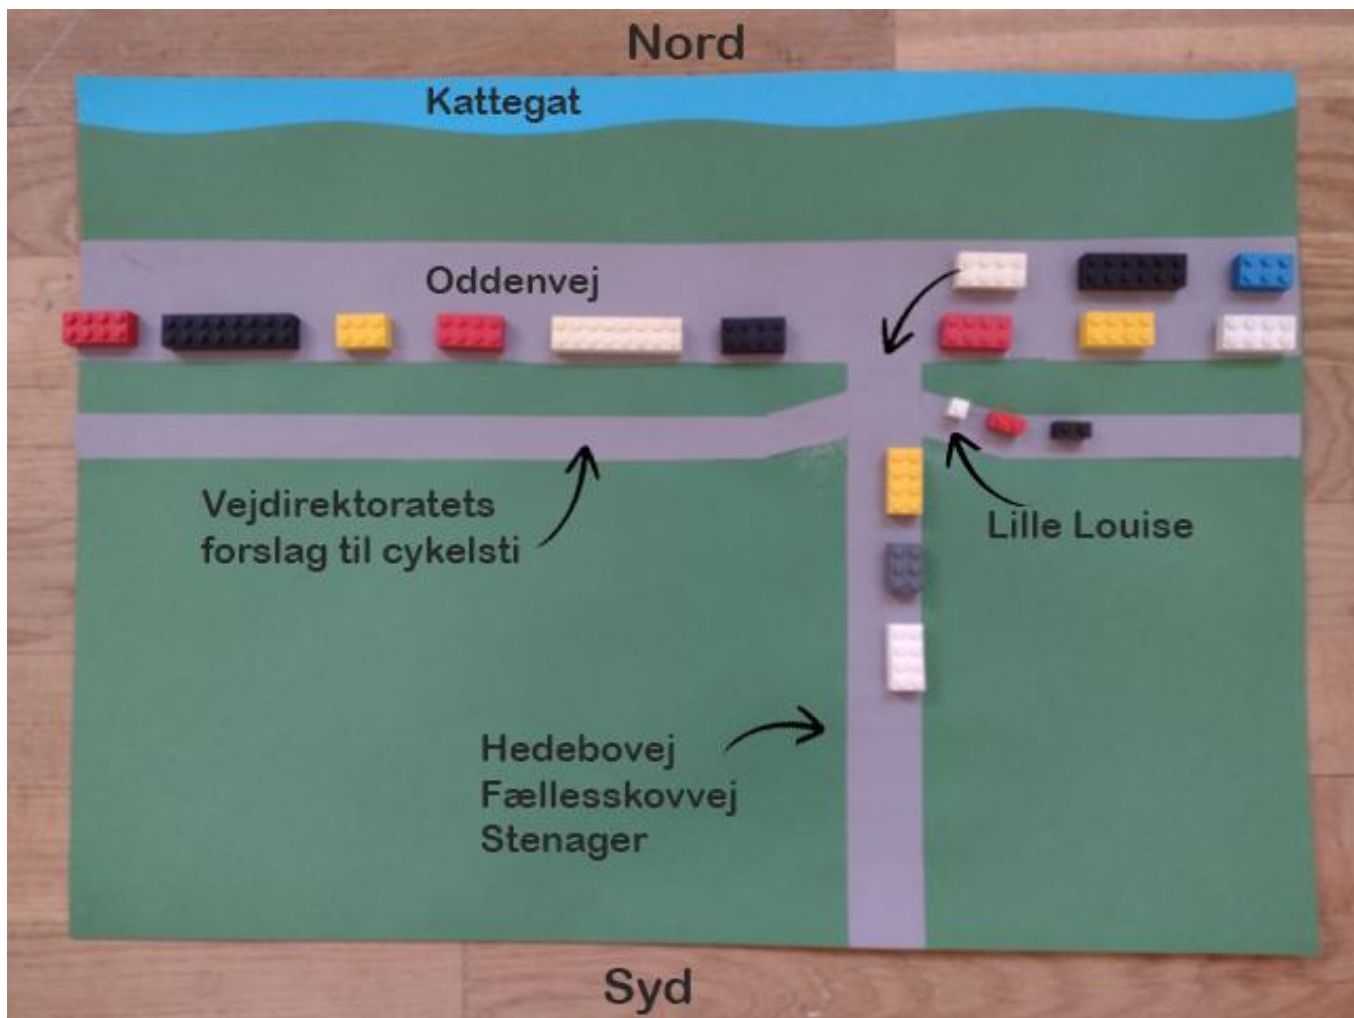 Nord
Kattegat
Oddenvej
Vejdirektoratets
forslag til cykelsti
Lille Louise
Hedebovej
Fællesskovvej
Stenager
Syd